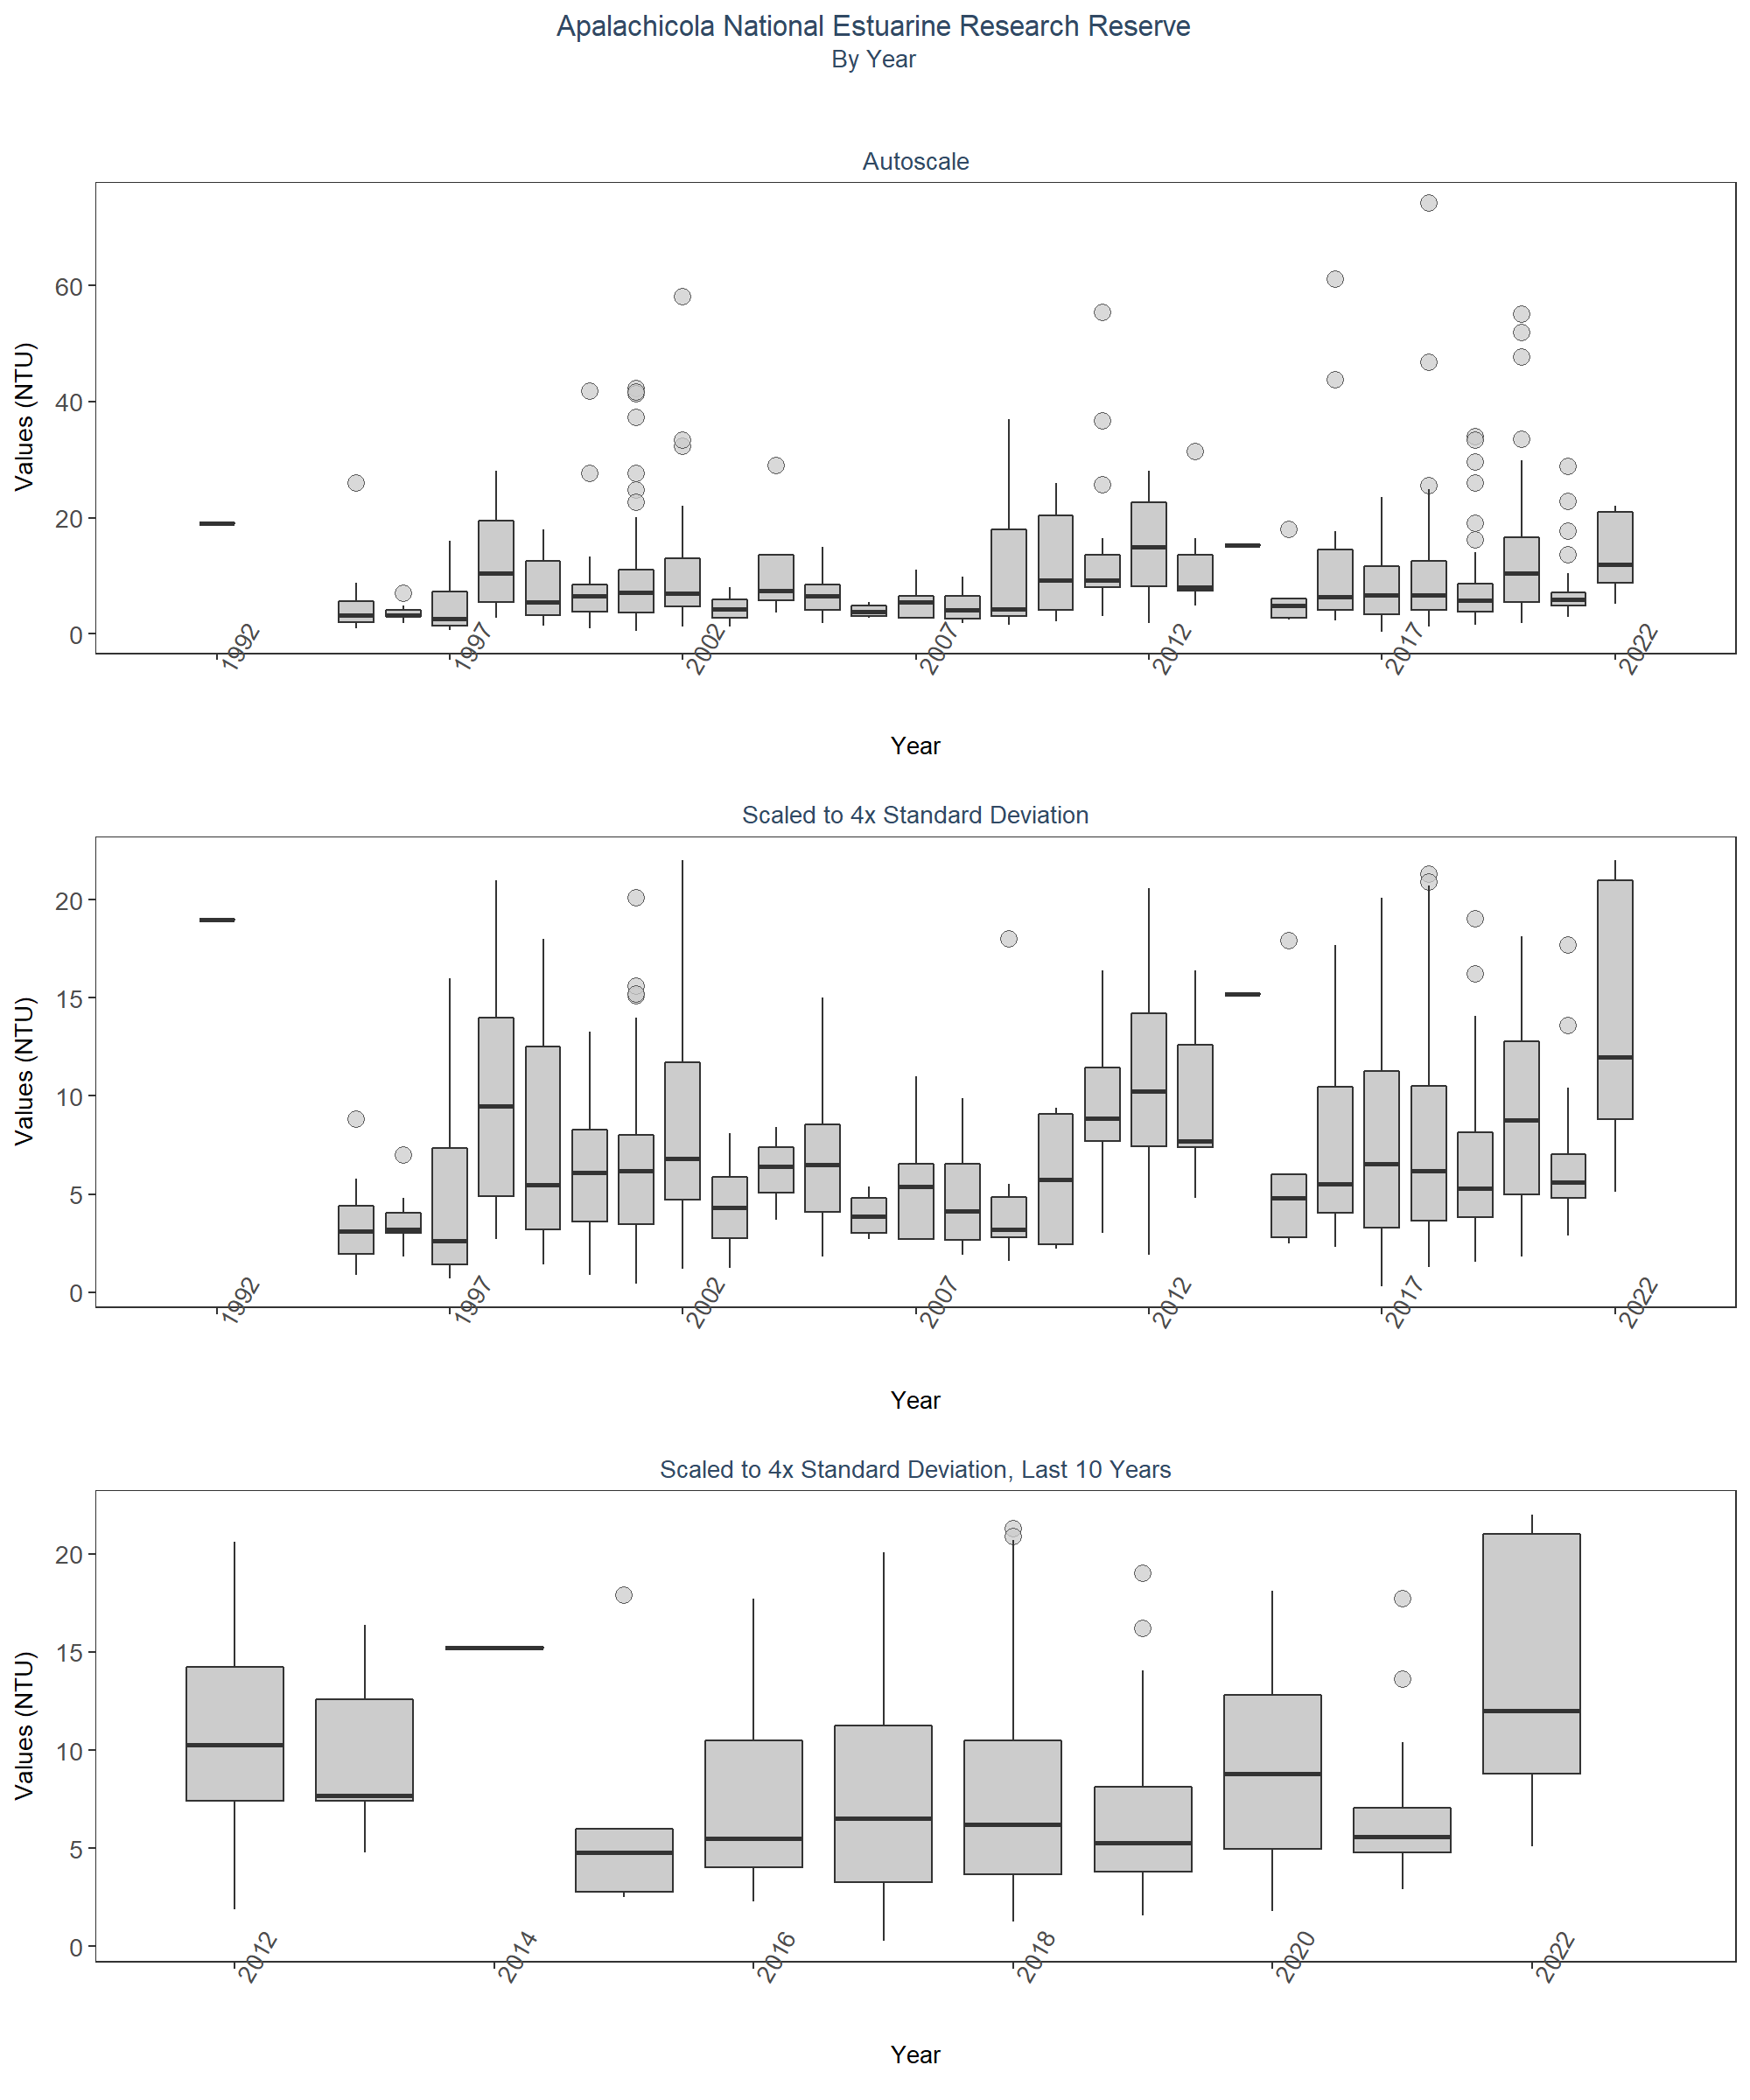 Apalachicola National Estuarine Research Reserve
By Year
Autoscale
Values (NTU)
60
40
20
0
1992 1997 2002 2007 2012 2017 2022
Year
Scaled to 4x Standard Deviation
Values (NTU)
20
15
10
5
0
1992 1997 2002 2007 2012 2017 2022
Year
Scaled to 4x Standard Deviation, Last 10 Years
Values (NTU)
20
15
10
5
0
2012 2014 2016 2018 2020 2022
Year